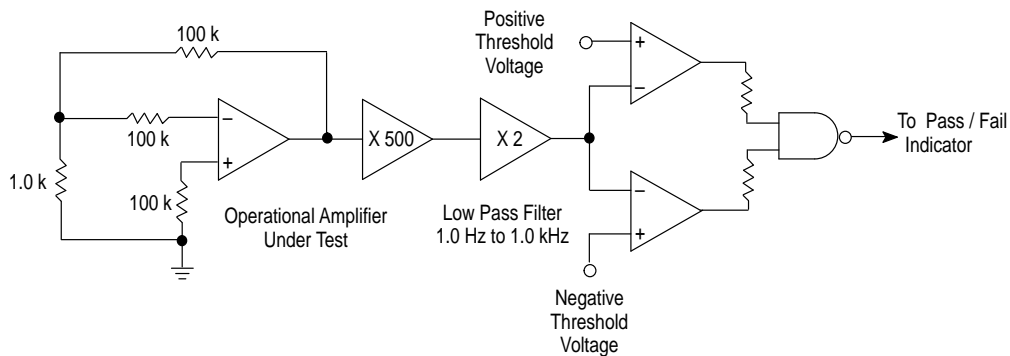 100 k
Positive
Threshold
Voltage
+
−
100 k
−
+
X 500
X 2
To Pass / Fail
Indicator
1.0 k
100 k
Operational Amplifier
Under Test
Low Pass Filter
1.0 Hz to 1.0 kHz
−
+
Negative
Threshold
Voltage